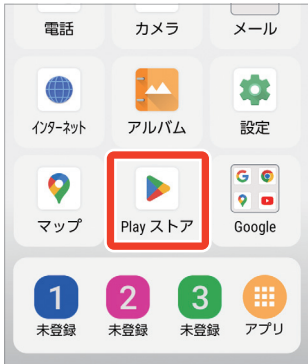 電話 カメラ メール
インターネット アルバム 設定
マップ Play ストア Google
1 2 3
未登録 未登録 未登録 アプリ